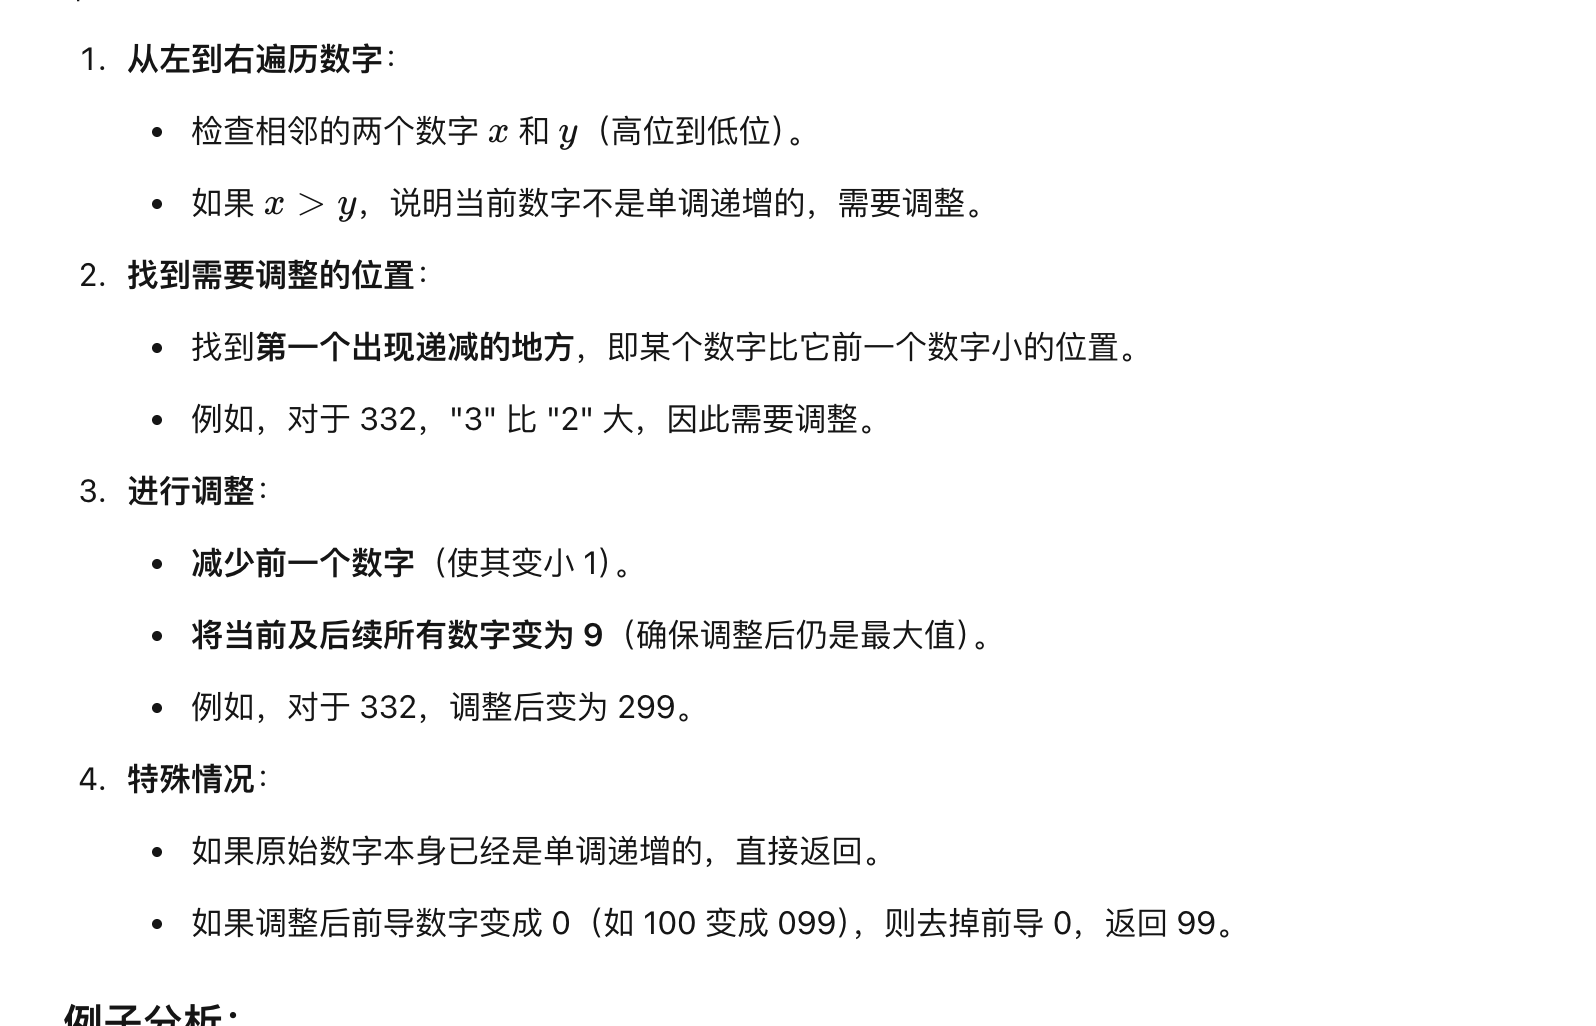 1. 从左到右遍历数字：
• 检查相邻的两个数字 x 和 y（高位到低位）。
• 如果 x > y，说明当前数字不是单调递增的，需要调整。
2. 找到需要调整的位置：
• 找到第一个出现递减的地方，即某个数字比它前一个数字小的位置。
• 例如，对于 332，"3" 比 "2" 大，因此需要调整。
3. 进行调整：
• 减少前一个数字（使其变小 1）。
• 将当前及后续所有数字变为 9（确保调整后仍是最大值）。
• 例如，对于 332，调整后变为 299。
4. 特殊情况：
• 如果原始数字本身已经是单调递增的，直接返回。
• 如果调整后前导数字变成 0（如 100 变成 099），则去掉前导 0，返回 99。
例子分析：